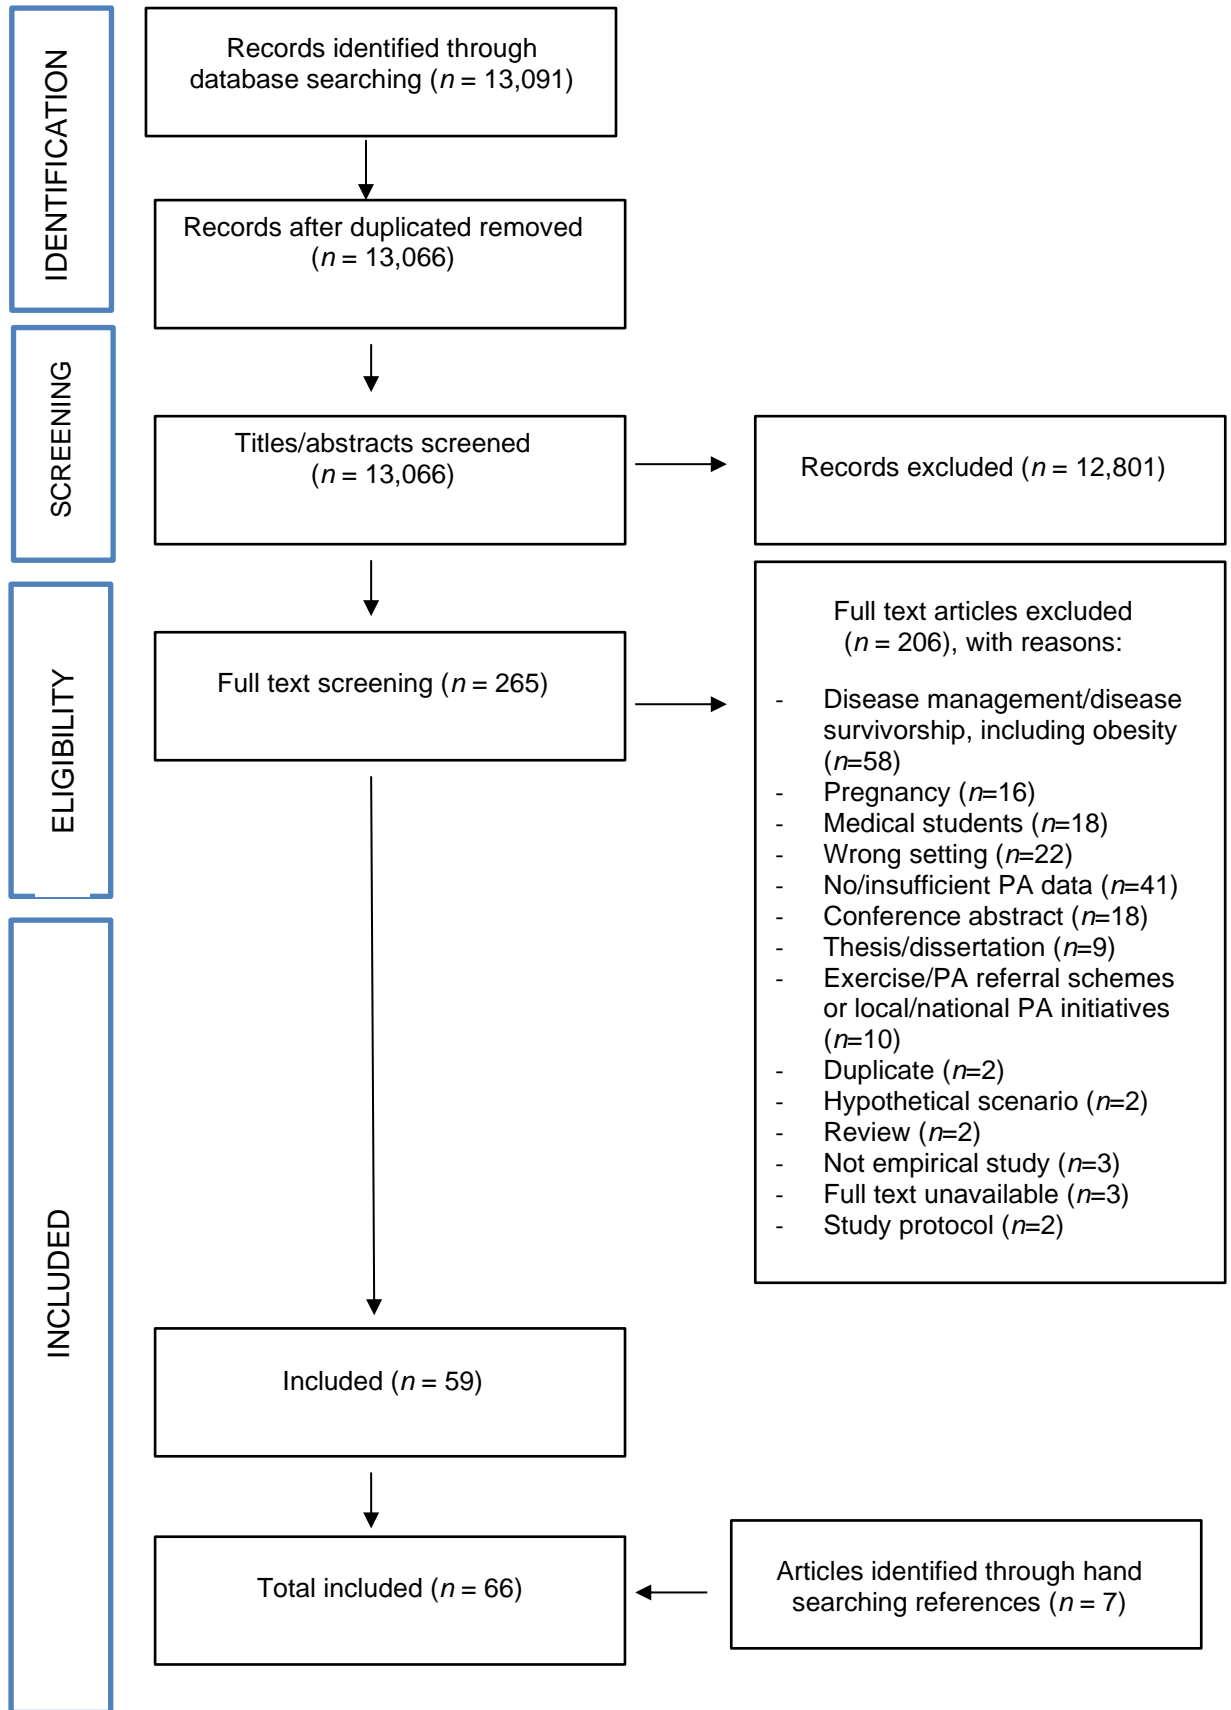 IDENTIFICATION
Records identified through
database searching (n = 13,091)
Records after duplicated removed
(n = 13,066)
SCREENING
Titles/abstracts screened
(n = 13,066)
Records excluded (n = 12,801)
ELIGIBILITY
Full text screening (n = 265)
Full text articles excluded
(n = 206), with reasons:
- Disease management/disease
survivorship, including obesity
(n=58)
- Pregnancy (n=16)
- Medical students (n=18)
- Wrong setting (n=22)
- No/insufficient PA data (n=41)
- Conference abstract (n=18)
- Thesis/dissertation (n=9)
- Exercise/PA referral schemes
or local/national PA initiatives
(n=10)
- Duplicate (n=2)
- Hypothetical scenario (n=2)
- Review (n=2)
- Not empirical study (n=3)
- Full text unavailable (n=3)
- Study protocol (n=2)
INCLUDED
Included (n = 59)
Total included (n = 66)
Articles identified through hand
searching references (n = 7)